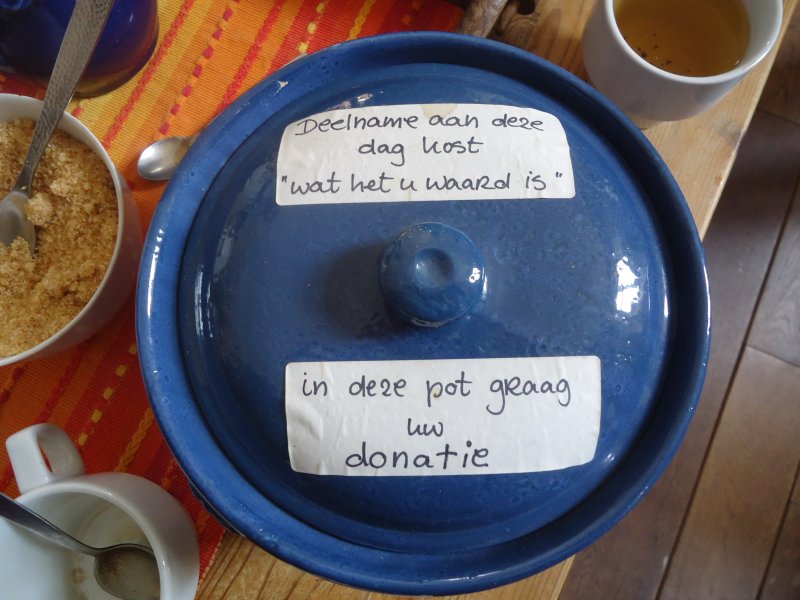 Deelname aan deze
dag kost
"wat het u waard is"
in deze pot graag
uw
donatie